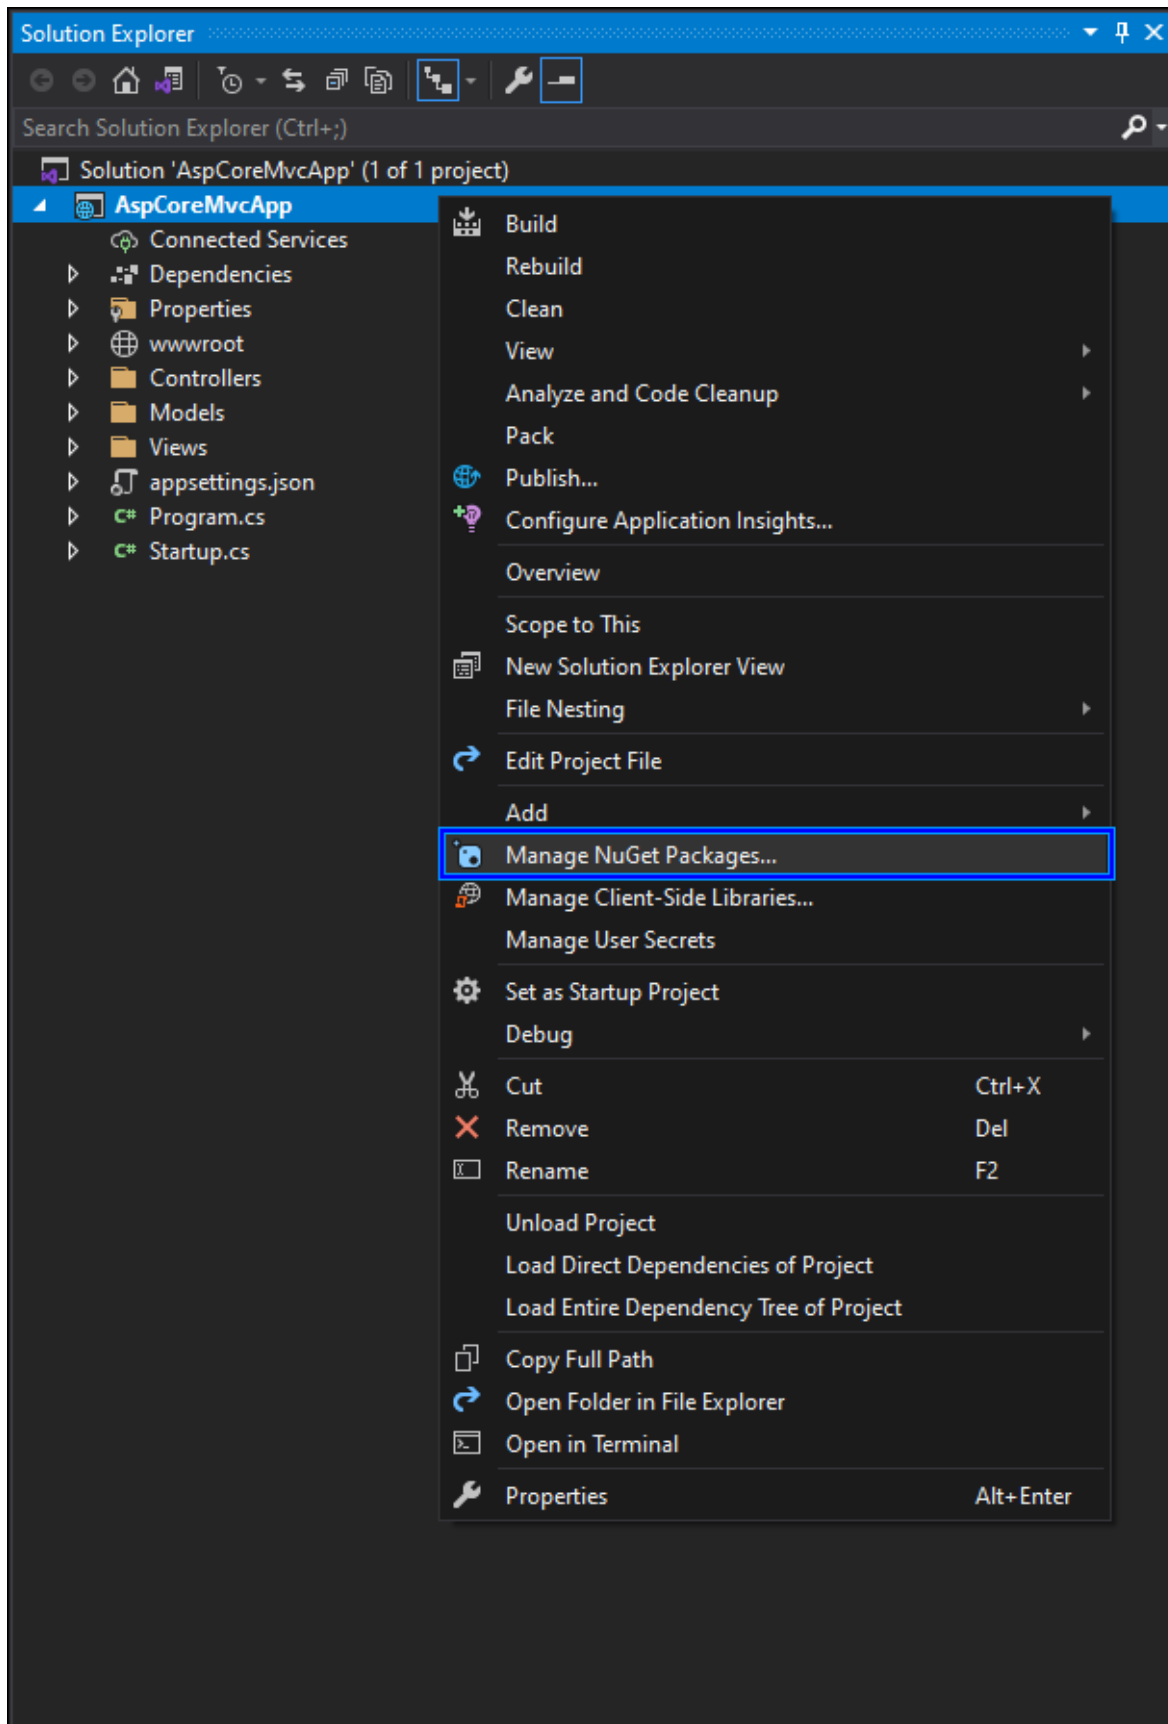 Solution Explorer
Search Solution Explorer (Ctrl+;)
Solution 'AspCoreMvcApp' (1 of 1 project)
AspCoreMvcApp
Connected Services
Dependencies
Properties
wwwroot
Controllers
Models
Views
appsettings.json
C# Program.cs
C# Startup.cs
Build
Rebuild
Clean
View
Analyze and Code Cleanup
Pack
Publish...
Configure Application Insights...
Overview
Scope to This
New Solution Explorer View
File Nesting
Edit Project File
Add
Manage NuGet Packages...
Manage Client-Side Libraries...
Manage User Secrets
Set as Startup Project
Debug
Cut Ctrl+X
Remove Del
Rename F2
Unload Project
Load Direct Dependencies of Project
Load Entire Dependency Tree of Project
Copy Full Path
Open Folder in File Explorer
Open in Terminal
Properties Alt+Enter